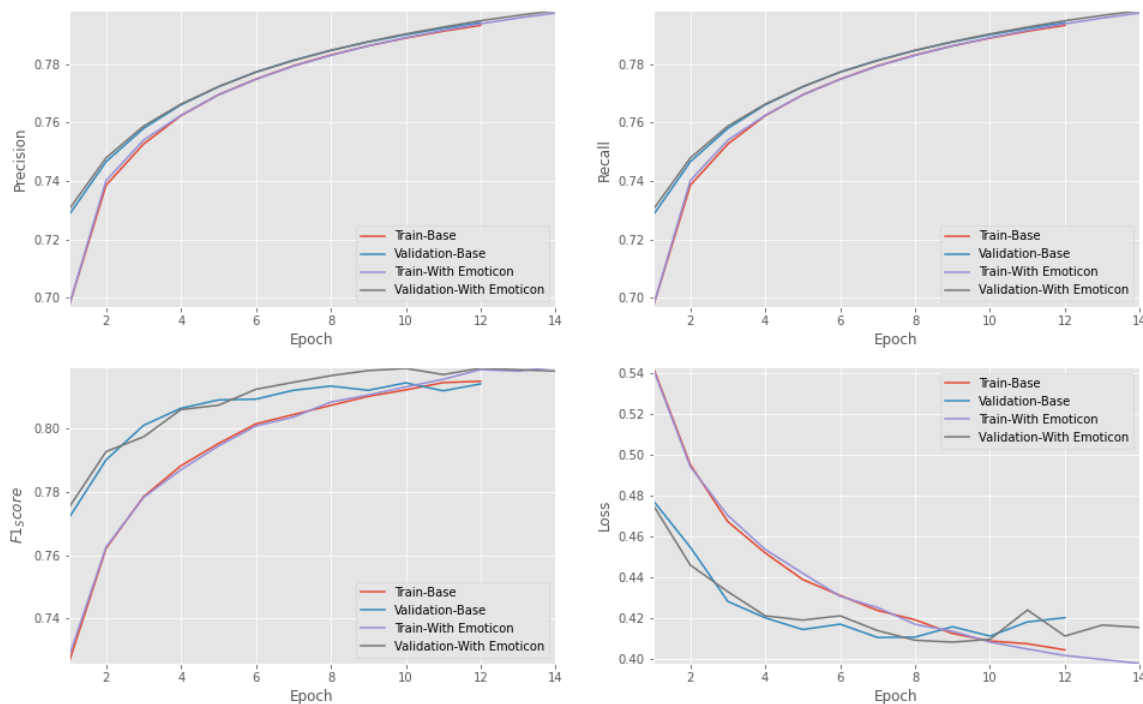 0.78
0.76
0.74
0.72
0.70
Precision
2 4 6 8 10 12 14
Epoch
Train-Base
Validation-Base
Train-With Emoticon
Validation-With Emoticon
0.78
0.76
0.74
0.72
0.70
Recall
2 4 6 8 10 12 14
Epoch
Train-Base
Validation-Base
Train-With Emoticon
Validation-With Emoticon
0.80
0.78
0.76
0.74
F1ₛcore
2 4 6 8 10 12 14
Epoch
Train-Base
Validation-Base
Train-With Emoticon
Validation-With Emoticon
0.54
0.52
0.50
0.48
0.46
0.44
0.42
0.40
Loss
2 4 6 8 10 12 14
Epoch
Train-Base
Validation-Base
Train-With Emoticon
Validation-With Emoticon